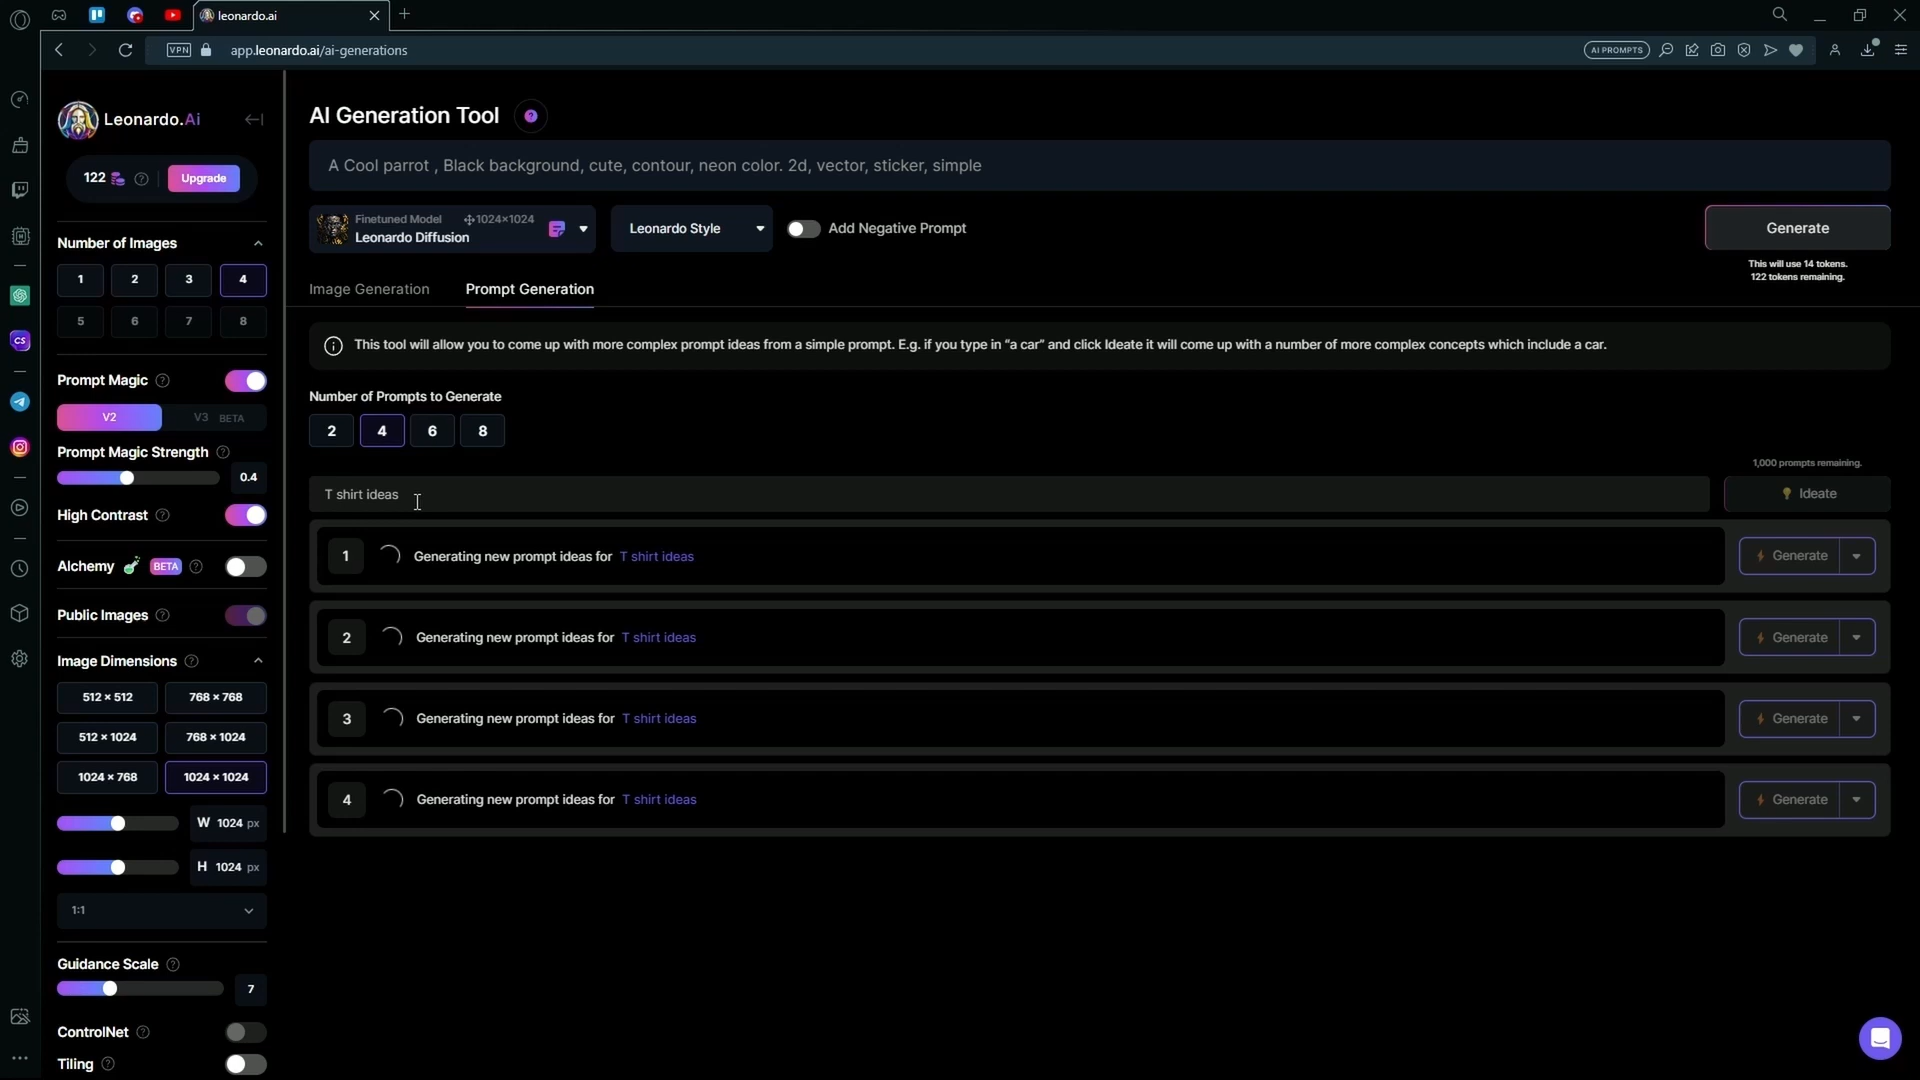 leonardo.ai
VPN
app.leonardo.ai/ai-generations
AI PROMPTS
Leonardo.Ai
122
Upgrade
Number of Images
1 2 3 4
5 6 7 8
Prompt Magic
V2 V3 BETA
Prompt Magic Strength
0.4
High Contrast
Alchemy BETA
Public Images
Image Dimensions
512 × 512 768 × 768
512 × 1024 768 × 1024
1024 × 768 1024 × 1024
W 1024 px
H 1024 px
1:1
Guidance Scale
7
ControlNet
Tiling
AI Generation Tool
A Cool parrot , Black background, cute, contour, neon color. 2d, vector, sticker, simple
Finetuned Model 1024×1024
Leonardo Diffusion
Leonardo Style
Add Negative Prompt
Generate
This will use 14 tokens.
122 tokens remaining.
Image Generation Prompt Generation
This tool will allow you to come up with more complex prompt ideas from a simple prompt. E.g. if you type in “a car” and click Ideate it will come up with a number of more complex concepts which include a car.
Number of Prompts to Generate
2 4 6 8
1,000 prompts remaining.
T shirt ideas
Ideate
1 Generating new prompt ideas for T shirt ideas Generate
2 Generating new prompt ideas for T shirt ideas Generate
3 Generating new prompt ideas for T shirt ideas Generate
4 Generating new prompt ideas for T shirt ideas Generate
CS